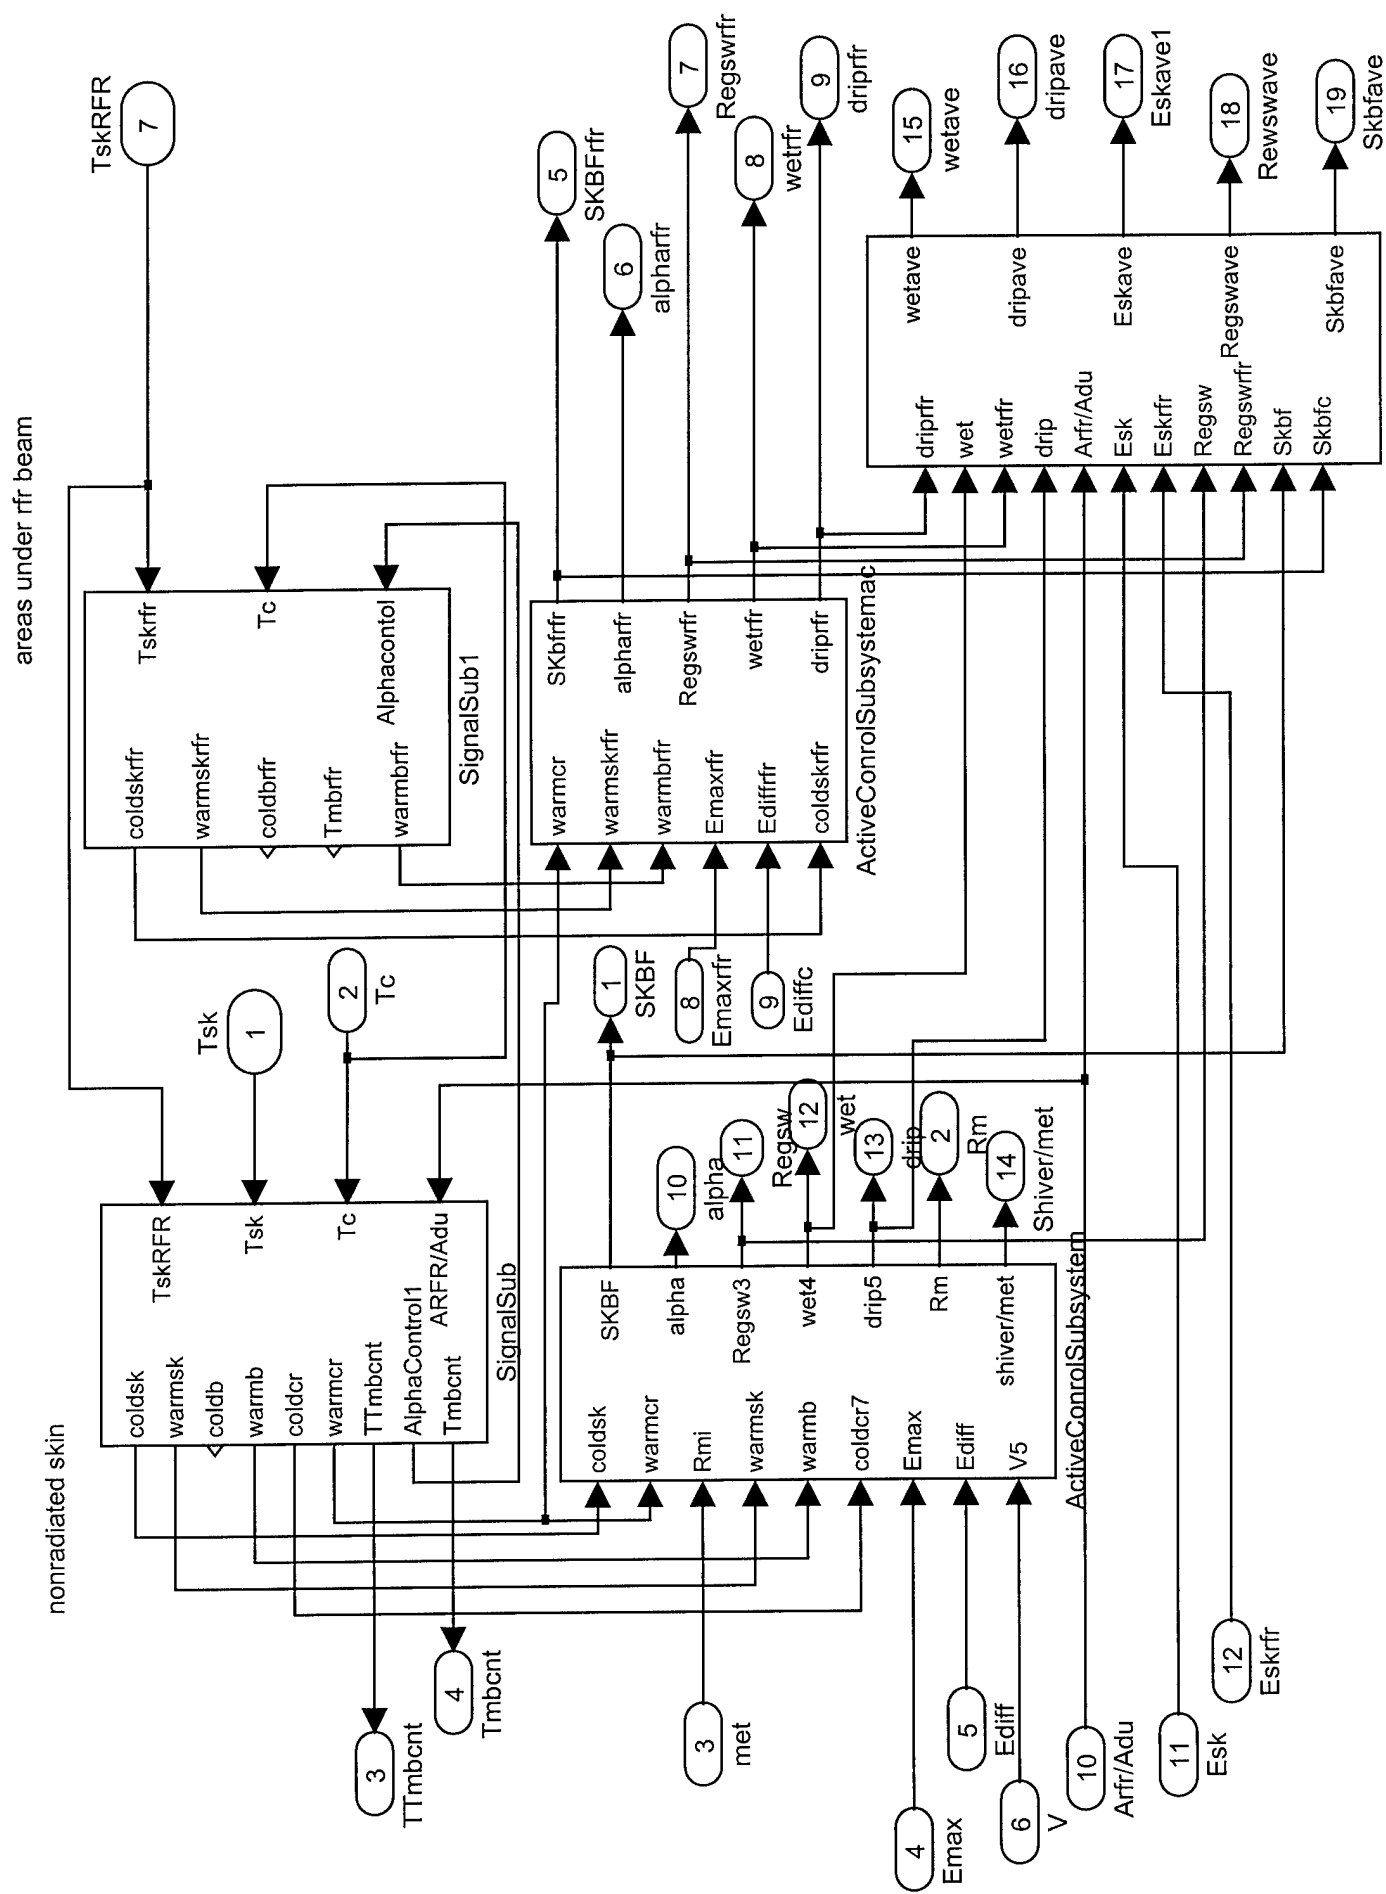 nonradiated skin
areas under rfr beam
TskRFR
7
Tsk
1
2
Tc
TskRFR
Tsk
Tc
ARFR/Adu
coldsk
warmsk
coldb
warmb
coldcr
warmcr
TTmbcnt
AlphaControl1
Tmbcnt
SignalSub
3
TTmbcnt
4
Tmbcnt
Tskrfr
Tc
Alphacontol
coldskrfr
warmskrfr
coldbrfr
Tmbrfr
warmbrfr
SignalSub1
3
met
4
Emax
5
Ediff
6
V
10
Arfr/Adu
11
Esk
12
Eskrfr
coldsk
warmcr
Rmi
warmsk
warmb
coldcr7
Emax
Ediff
V5
SKBF
alpha
Regsw3
wet4
drip5
Rm
shiver/met
ActiveConrolSubsystem
1
SKBF
10
alpha
11
Regsw
12
wet
13
drip
2
Rm
14
Shiver/met
8
Emaxrfr
9
Ediffc
warmcr
warmskrfr
warmbrfr
Emaxrfr
Ediffrfr
coldskrfr
SKbfrfr
alpharfr
Regswrfr
wetrfr
driprfr
ActiveConrolSubsystemac
5
SKBFrfr
6
alpharfr
7
Regswrfr
8
wetrfr
9
driprfr
driprfr
wet
wetrfr
drip
Arfr/Adu
Esk
Eskrfr
Regsw
Regswrfr
Skbf
Skbfc
wetave
dripave
Eskave
Regswave
Skbfave
15
wetave
16
dripave
17
Eskave1
18
Rewswave
19
Skbfave